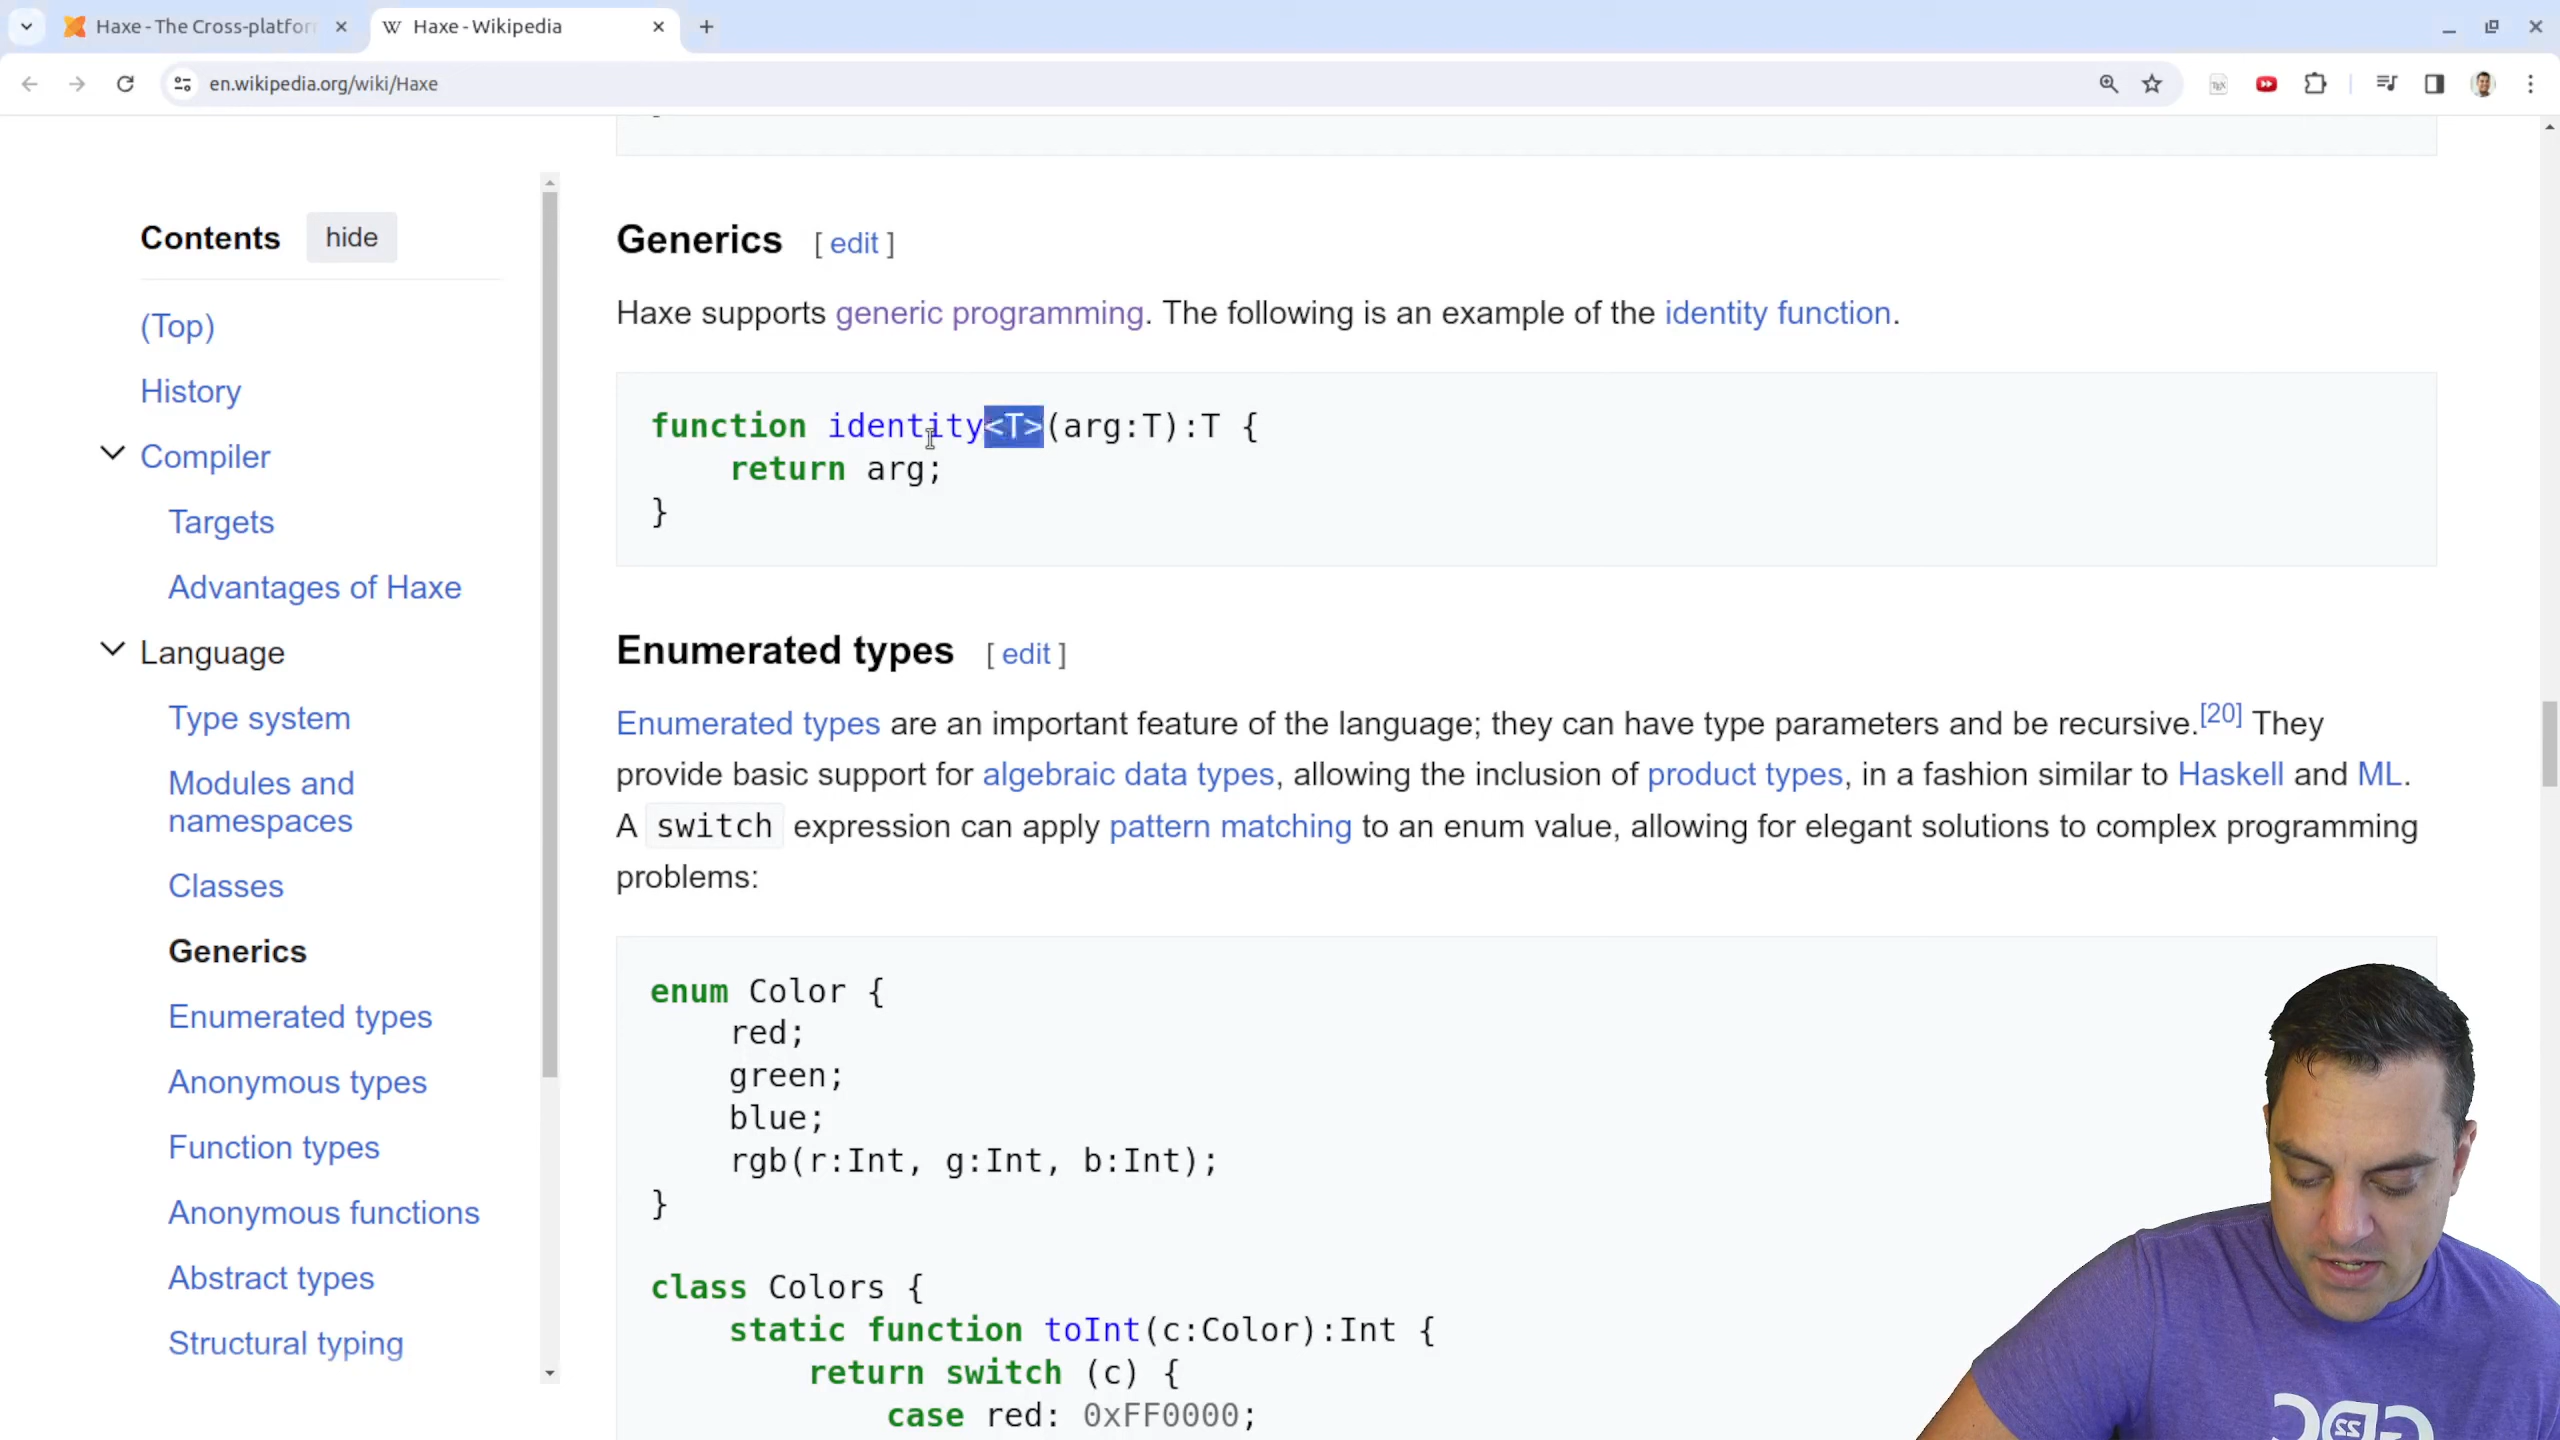 Haxe - The Cross-platfor
Haxe - Wikipedia
en.wikipedia.org/wiki/Haxe
Contents
hide
(Top)
History
Compiler
Targets
Advantages of Haxe
Language
Type system
Modules and
namespaces
Classes
Generics
Enumerated types
Anonymous types
Function types
Anonymous functions
Abstract types
Structural typing
Generics [ edit ]
Haxe supports generic programming. The following is an example of the identity function.
function identity<T>(arg:T):T {
return arg;
}
Enumerated types [ edit ]
Enumerated types are an important feature of the language; they can have type parameters and be recursive.[20] They
provide basic support for algebraic data types, allowing the inclusion of product types, in a fashion similar to Haskell and ML.
A switch expression can apply pattern matching to an enum value, allowing for elegant solutions to complex programming
problems:
enum Color {
red;
green;
blue;
rgb(r:Int, g:Int, b:Int);
}
class Colors {
static function toInt(c:Color):Int {
return switch (c) {
case red: 0xFF0000;